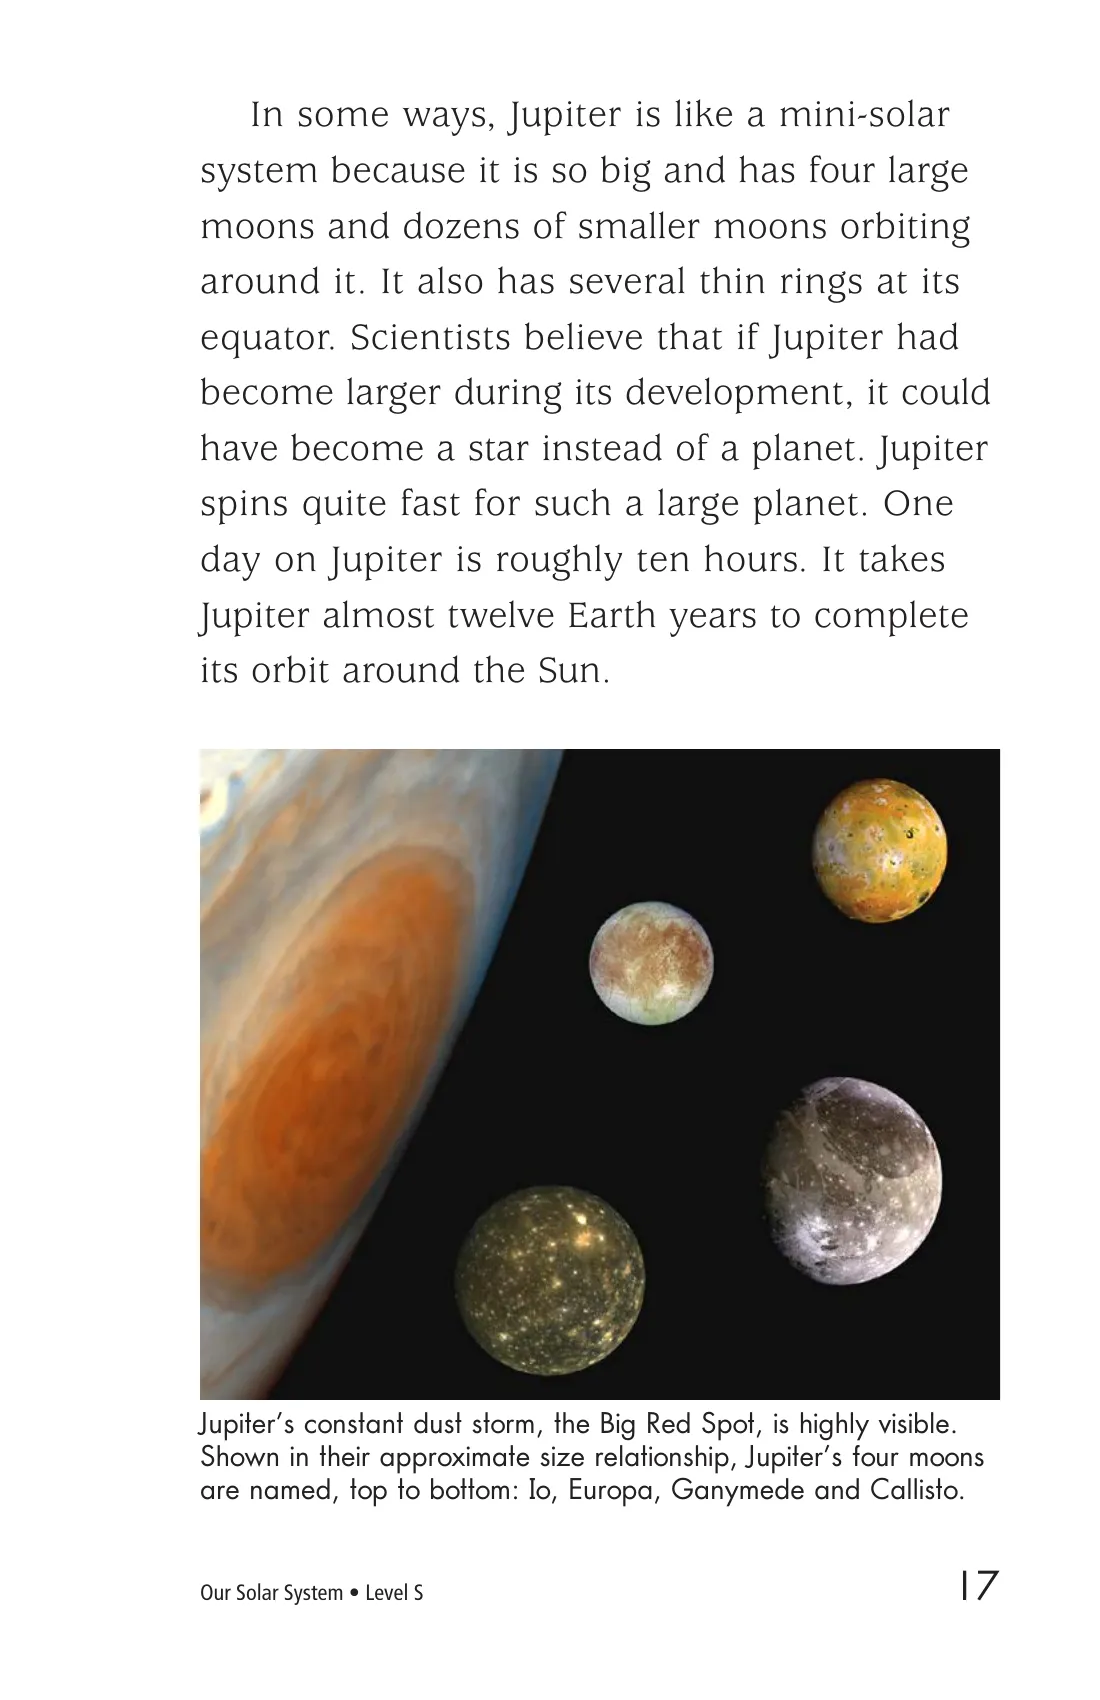 In some ways, Jupiter is like a mini-solar
system because it is so big and has four large
moons and dozens of smaller moons orbiting
around it. It also has several thin rings at its
equator. Scientists believe that if Jupiter had
become larger during its development, it could
have become a star instead of a planet. Jupiter
spins quite fast for such a large planet. One
day on Jupiter is roughly ten hours. It takes
Jupiter almost twelve Earth years to complete
its orbit around the Sun.
Jupiter’s constant dust storm, the Big Red Spot, is highly visible.
Shown in their approximate size relationship, Jupiter’s four moons
are named, top to bottom: Io, Europa, Ganymede and Callisto.
Our Solar System • Level S
17